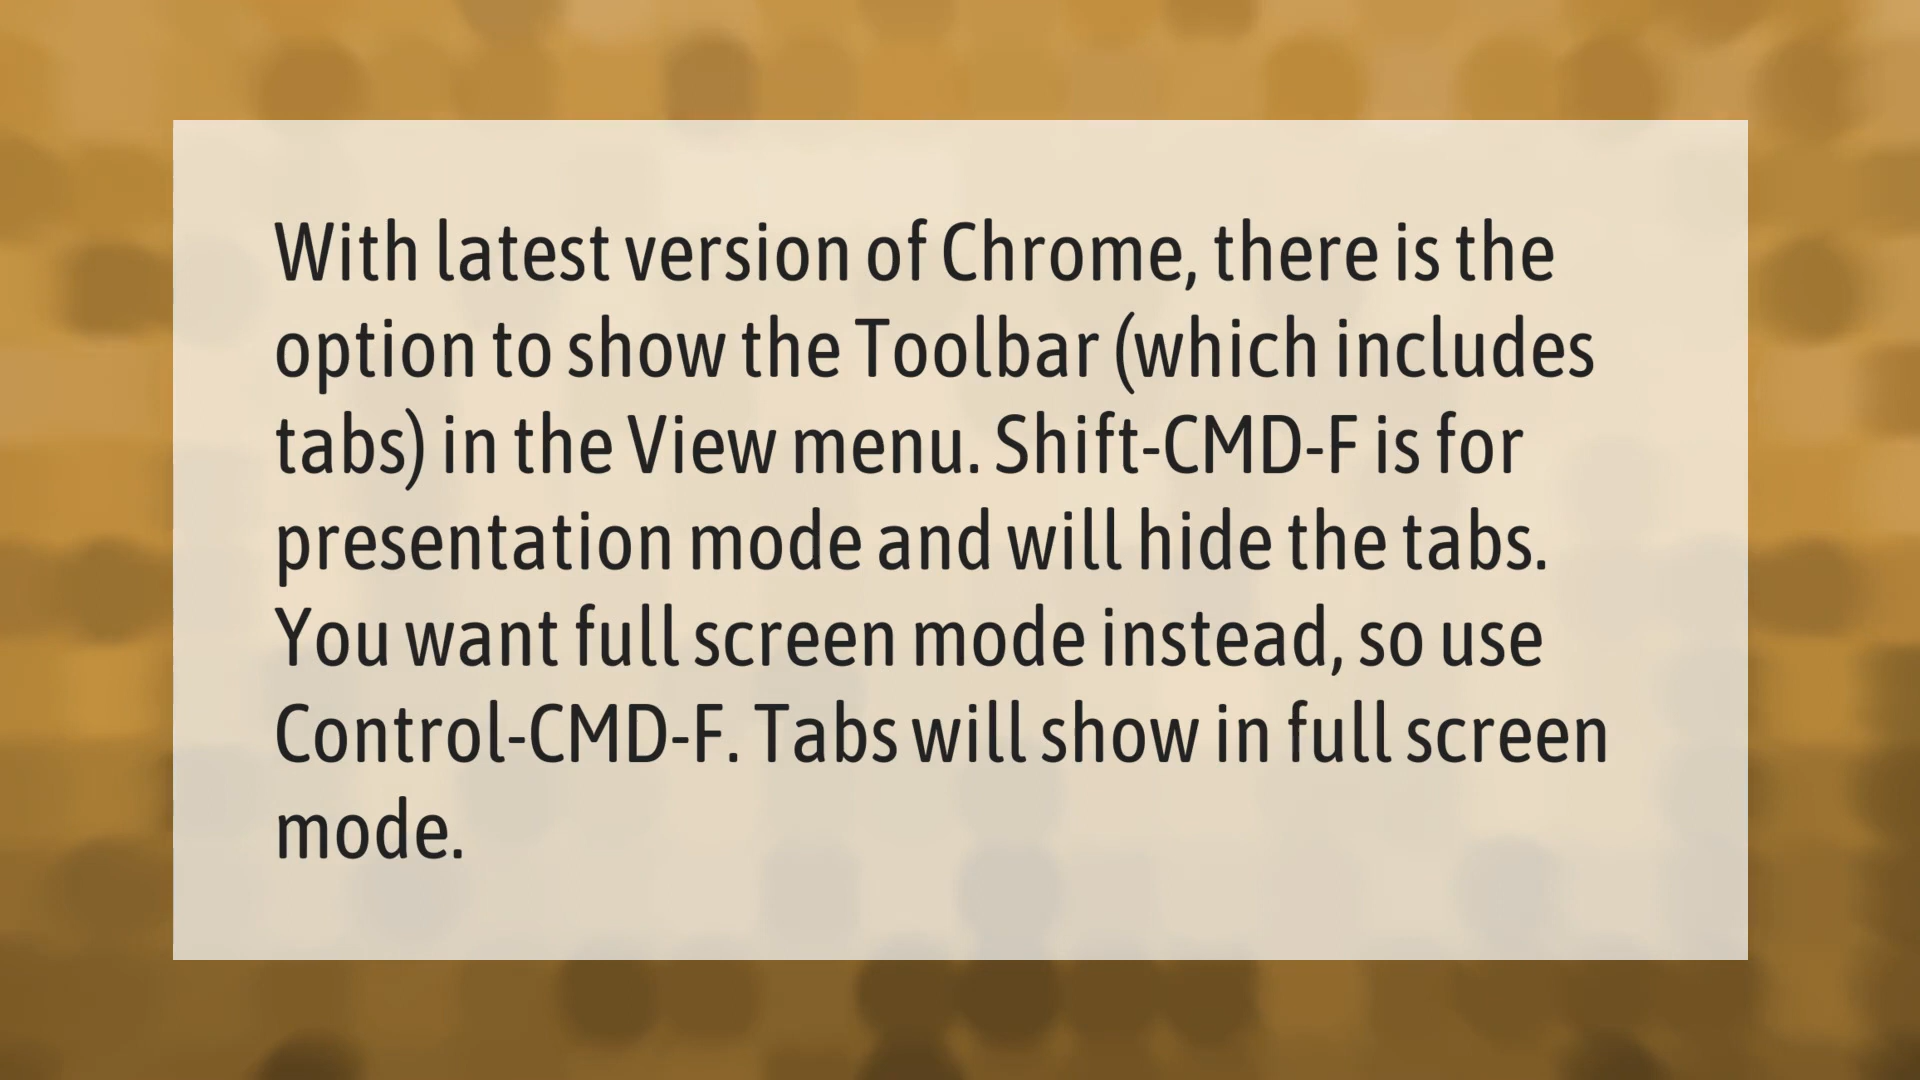 With latest version of Chrome, there is the
option to show the Toolbar (which includes
tabs) in the View menu. Shift-CMD-F is for
presentation mode and will hide the tabs.
You want full screen mode instead, so use
Control-CMD-F. Tabs will show in full screen
mode.